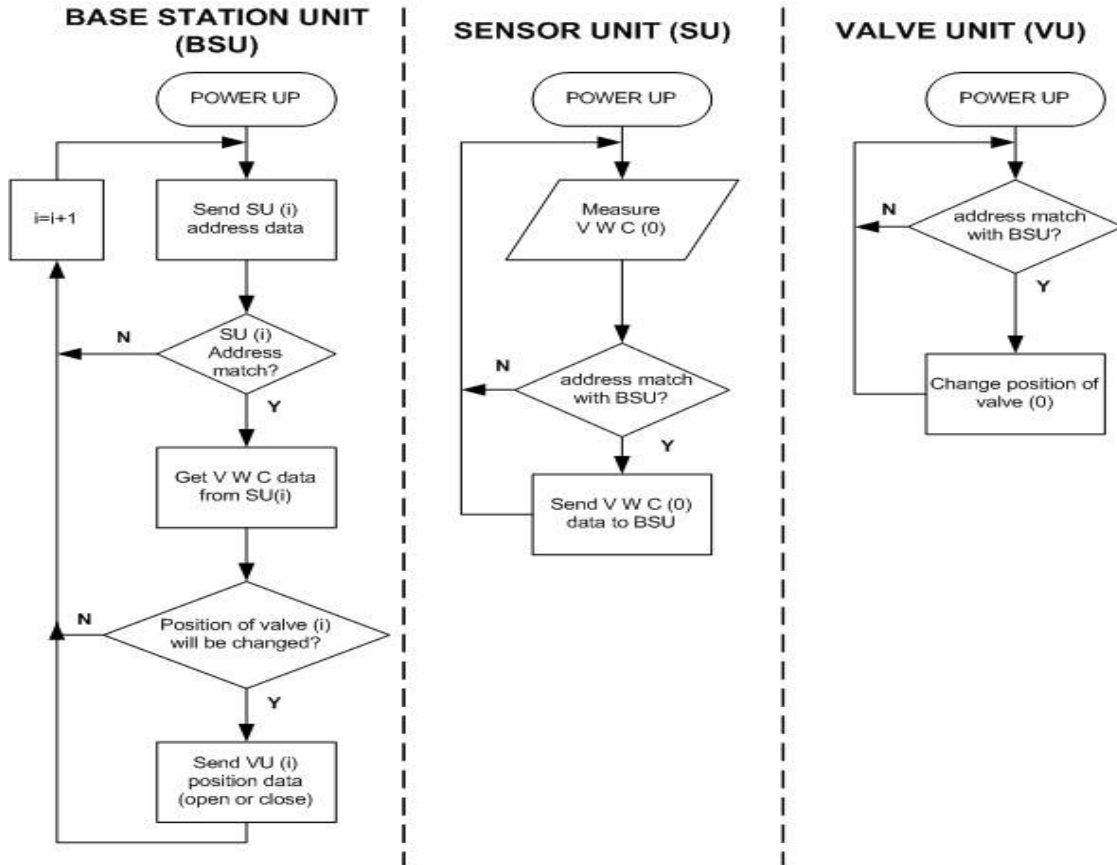 BASE STATION UNIT
(BSU)
POWER UP
i=i+1
Send SU (i)
address data
N
SU (i)
Address
match?
Y
Get V W C data
from SU(i)
N
Position of valve (i)
will be changed?
Y
Send VU (i)
position data
(open or close)
SENSOR UNIT (SU)
POWER UP
Measure
V W C (0)
N
address match
with BSU?
Y
Send V W C (0)
data to BSU
VALVE UNIT (VU)
POWER UP
N
address match
with BSU?
Y
Change position of
valve (0)